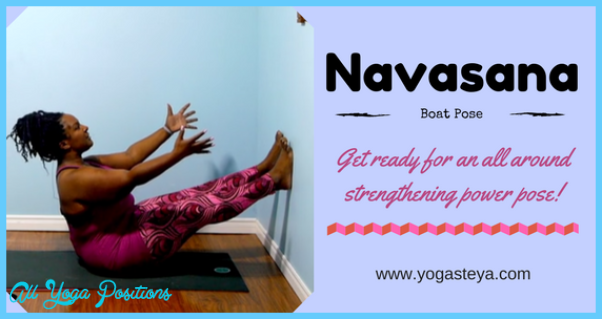 Navasana
Boat Pose
Get ready for an all around
strengthening power pose!
www.yogasteya.com
All Yoga Positions